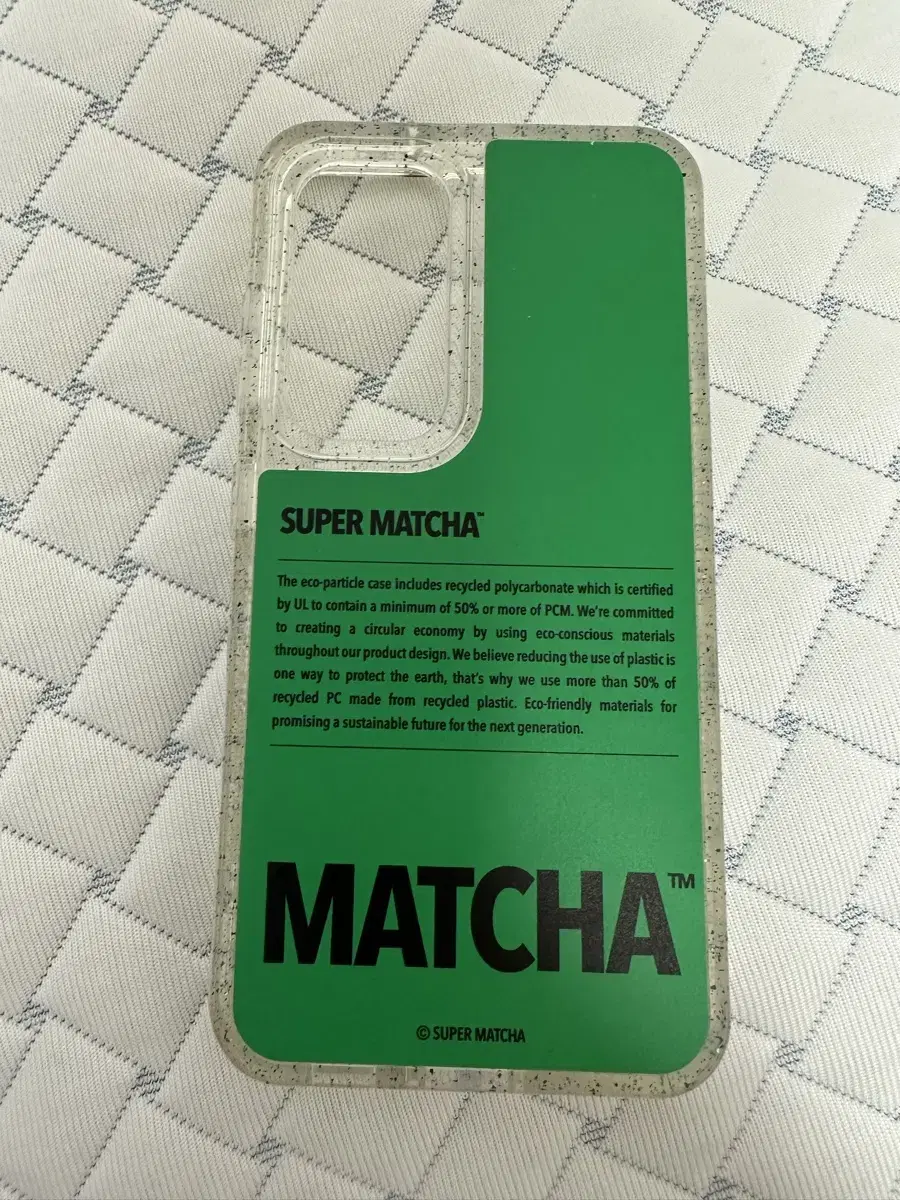 SUPER MATCHA™
The eco-particle case includes recycled polycarbonate which is certified
by UL to contain a minimum of 50% or more of PCM. We're committed
to creating a circular economy by using eco-conscious materials
throughout our product design. We believe reducing the use of plastic is
one way to protect the earth, that's why we use more than 50% of
recycled PC made from recycled plastic. Eco-friendly materials for
promising a sustainable future for the next generation.
MATCHA™
© SUPER MATCHA